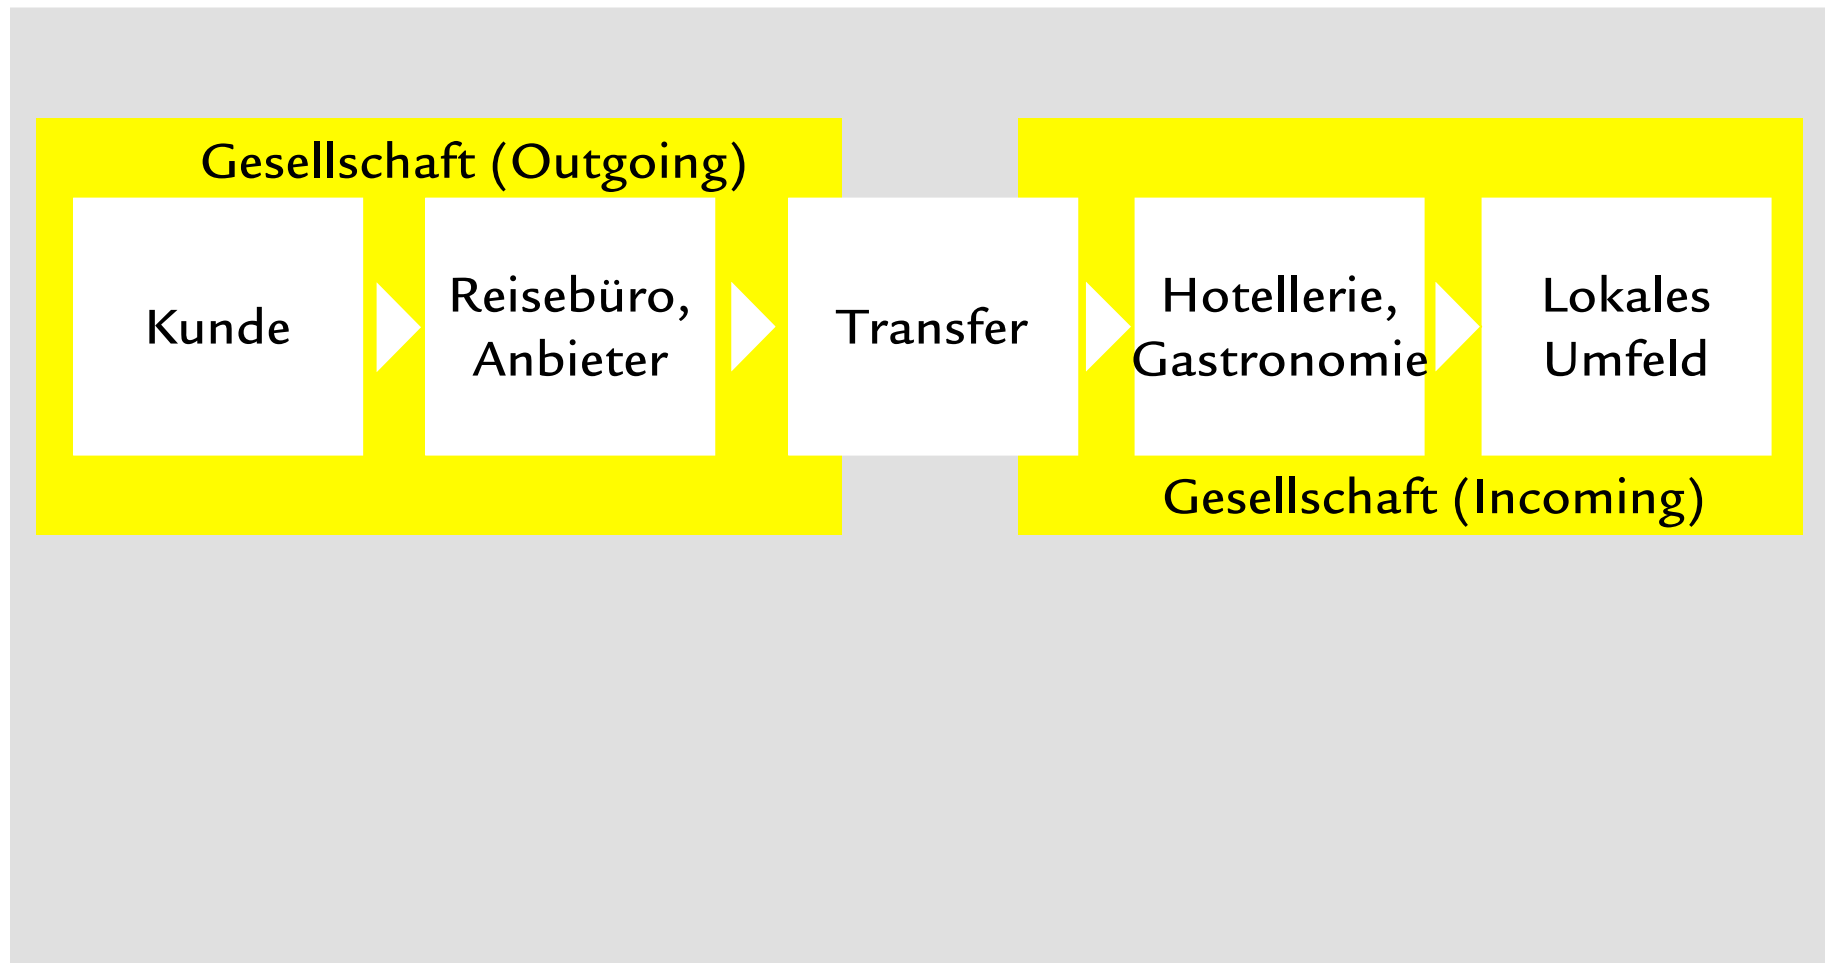 Gesellschaft (Outgoing)
Kunde
Reisebüro,
Anbieter
Transfer
Hotellerie,
Gastronomie
Lokales
Umfeld
Gesellschaft (Incoming)